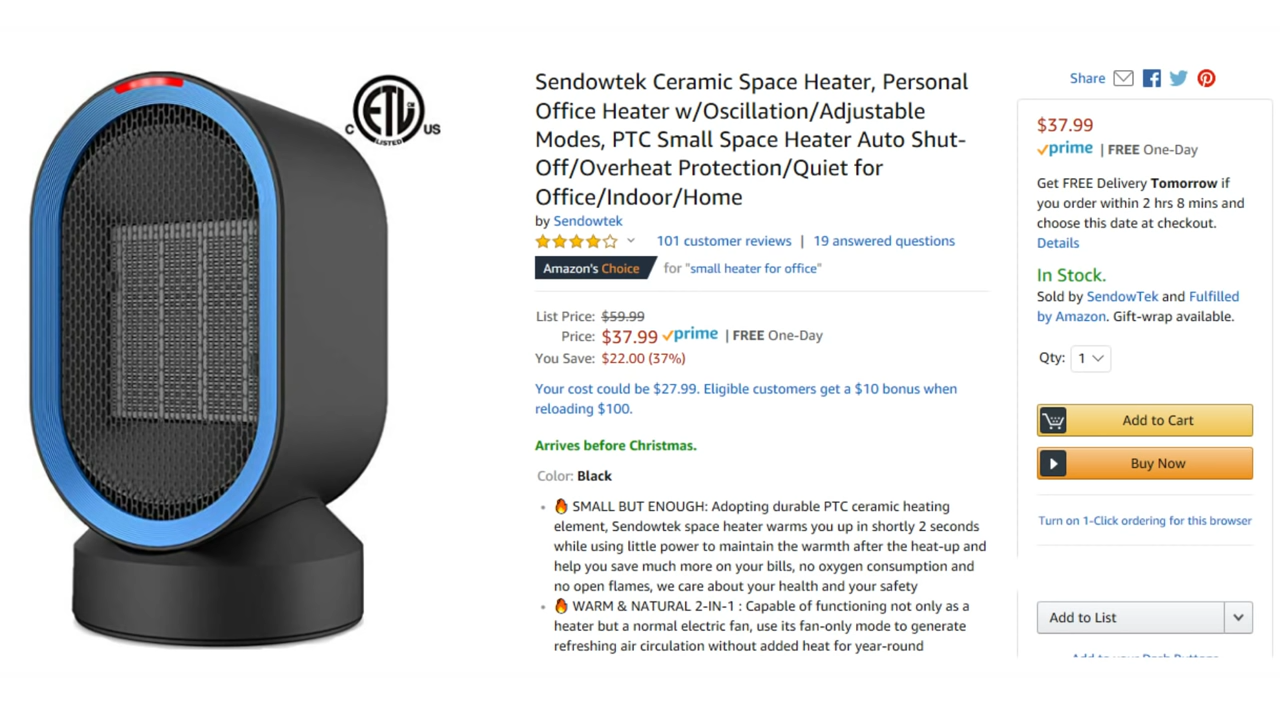 C ETL CM US
LISTED
Sendowtek Ceramic Space Heater, Personal
Office Heater w/Oscillation/Adjustable
Modes, PTC Small Space Heater Auto Shut-
Off/Overheat Protection/Quiet for
Office/Indoor/Home
by Sendowtek
101 customer reviews | 19 answered questions
Amazon's Choice for "small heater for office"
List Price: $59.99
Price: $37.99 prime | FREE One-Day
You Save: $22.00 (37%)
Your cost could be $27.99. Eligible customers get a $10 bonus when
reloading $100.
Arrives before Christmas.
Color: Black
• 🔥 SMALL BUT ENOUGH: Adopting durable PTC ceramic heating
element, Sendowtek space heater warms you up in shortly 2 seconds
while using little power to maintain the warmth after the heat-up and
help you save much more on your bills, no oxygen consumption and
no open flames, we care about your health and your safety
• 🔥 WARM & NATURAL 2-IN-1 : Capable of functioning not only as a
heater but a normal electric fan, use its fan-only mode to generate
refreshing air circulation without added heat for year-round
Share
$37.99
prime | FREE One-Day
Get FREE Delivery Tomorrow if
you order within 2 hrs 8 mins and
choose this date at checkout.
Details
In Stock.
Sold by SendowTek and Fulfilled
by Amazon. Gift-wrap available.
Qty: 1
Add to Cart
Buy Now
Turn on 1-Click ordering for this browser
Add to List